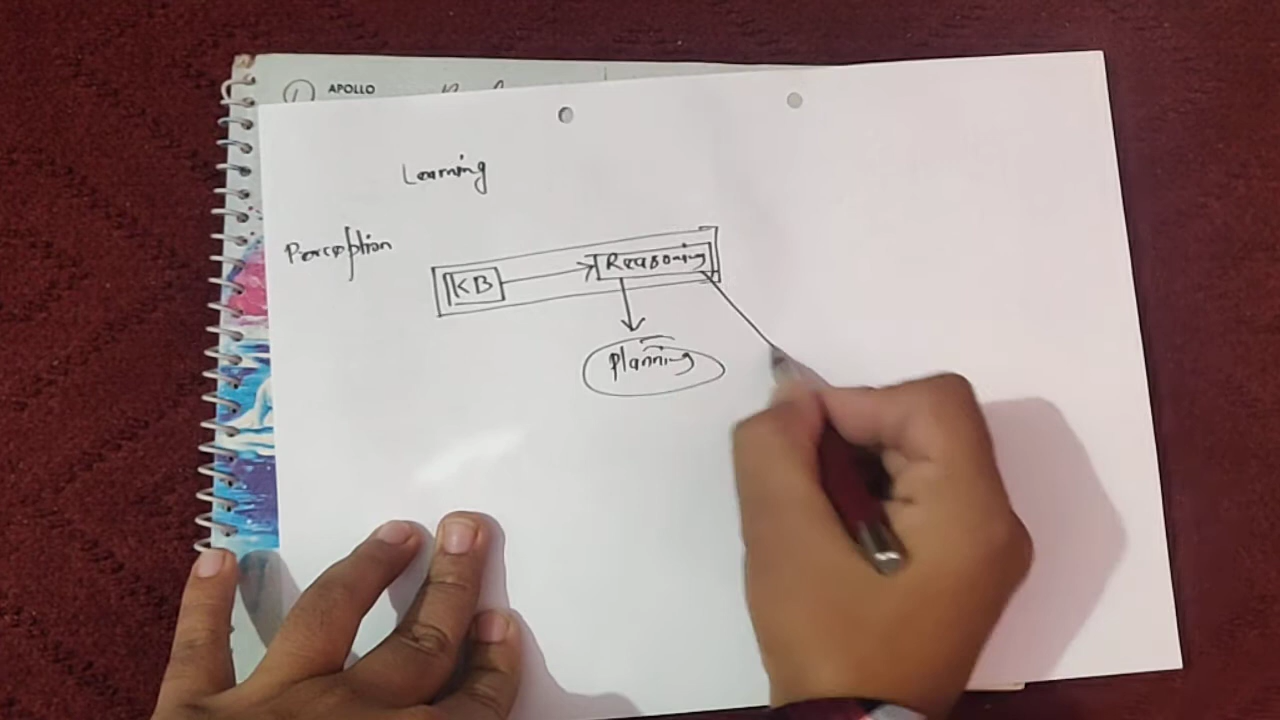 APOLLO
Learning
Perception
KB Reasoning
Planning